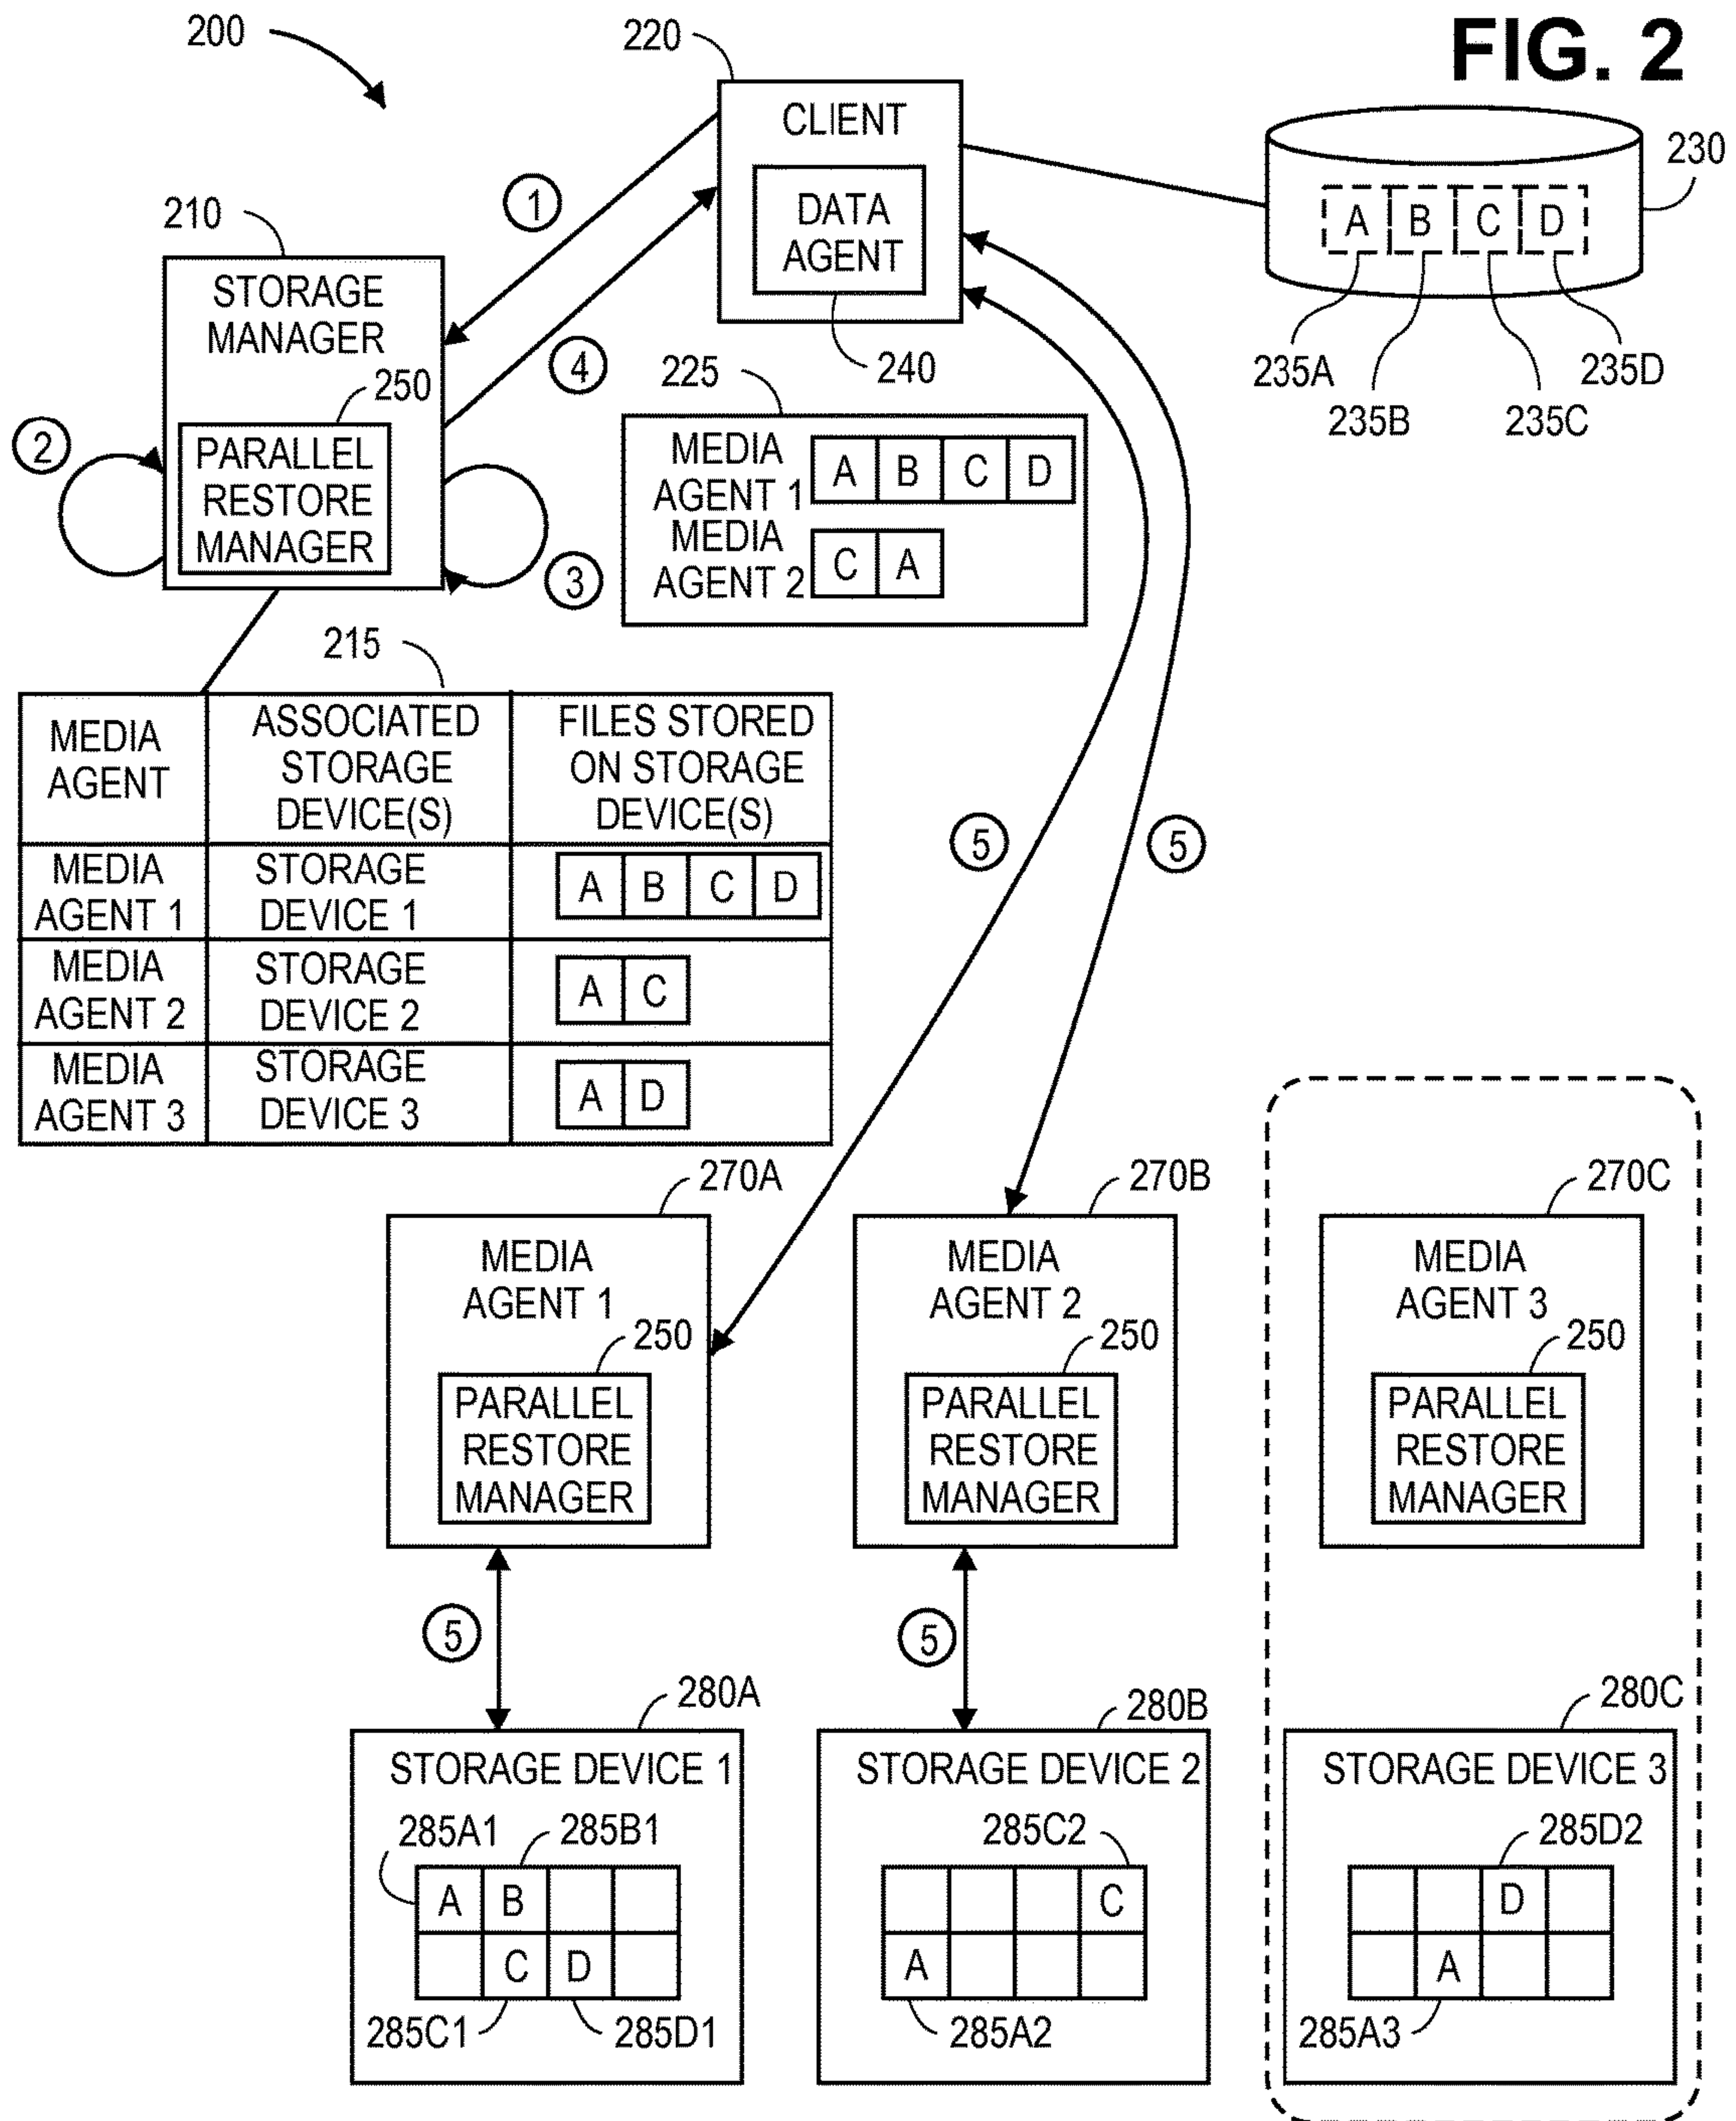 FIG. 2
200
220
CLIENT
DATA
AGENT
240
230
A B C D
235A
235B
235C
235D
1
4
210
STORAGE
MANAGER
250
PARALLEL
RESTORE
MANAGER
2
3
225
MEDIA
AGENT 1
A B C D
MEDIA
AGENT 2
C A
215
MEDIA
AGENT
ASSOCIATED
STORAGE
DEVICE(S)
FILES STORED
ON STORAGE
DEVICE(S)
MEDIA
AGENT 1
STORAGE
DEVICE 1
A B C D
MEDIA
AGENT 2
STORAGE
DEVICE 2
A C
MEDIA
AGENT 3
STORAGE
DEVICE 3
A D
5
5
270A
MEDIA
AGENT 1
250
PARALLEL
RESTORE
MANAGER
270B
MEDIA
AGENT 2
250
PARALLEL
RESTORE
MANAGER
270C
MEDIA
AGENT 3
250
PARALLEL
RESTORE
MANAGER
5
5
280A
STORAGE DEVICE 1
285A1
285B1
A B
C D
285C1
285D1
280B
STORAGE DEVICE 2
285C2
C
A
285A2
280C
STORAGE DEVICE 3
285D2
D
A
285A3